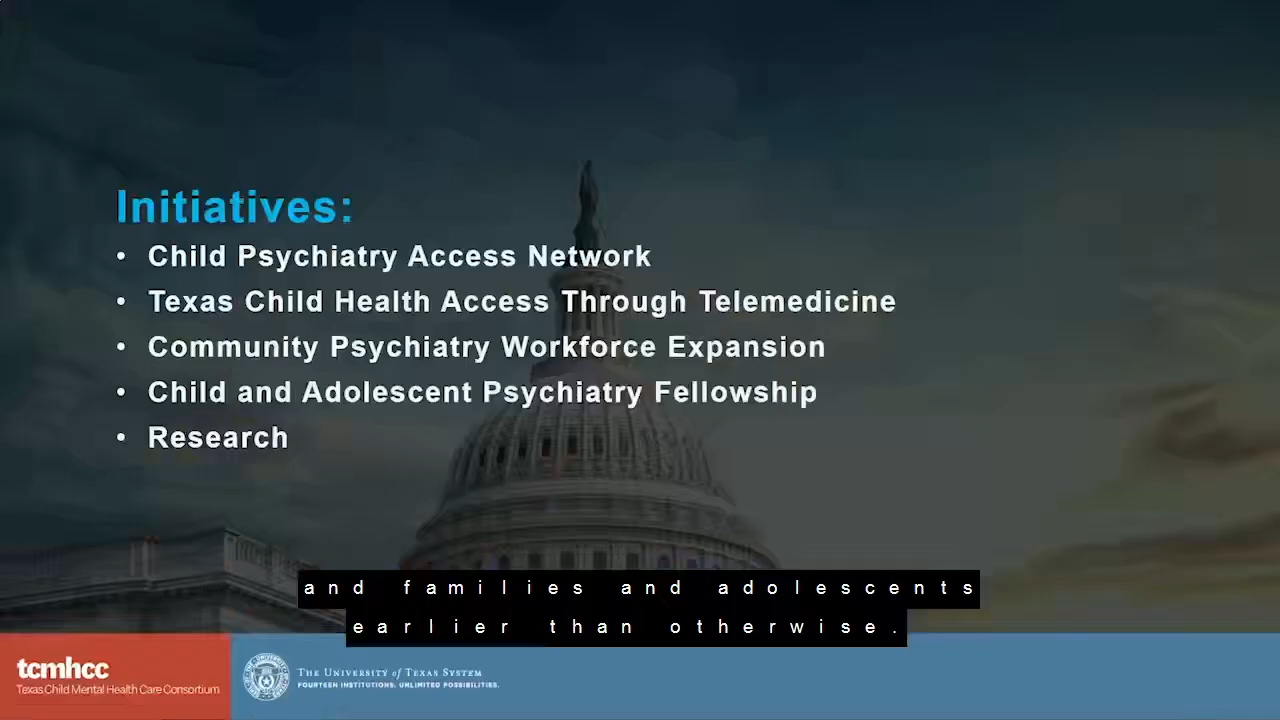 Initiatives:
• Child Psychiatry Access Network
• Texas Child Health Access Through Telemedicine
• Community Psychiatry Workforce Expansion
• Child and Adolescent Psychiatry Fellowship
• Research
and families and adolescents
earlier than otherwise.
tcmhcc
Texas Child Mental Health Care Consortium
THE UNIVERSITY of TEXAS SYSTEM
FOURTEEN INSTITUTIONS. UNLIMITED POSSIBILITIES.